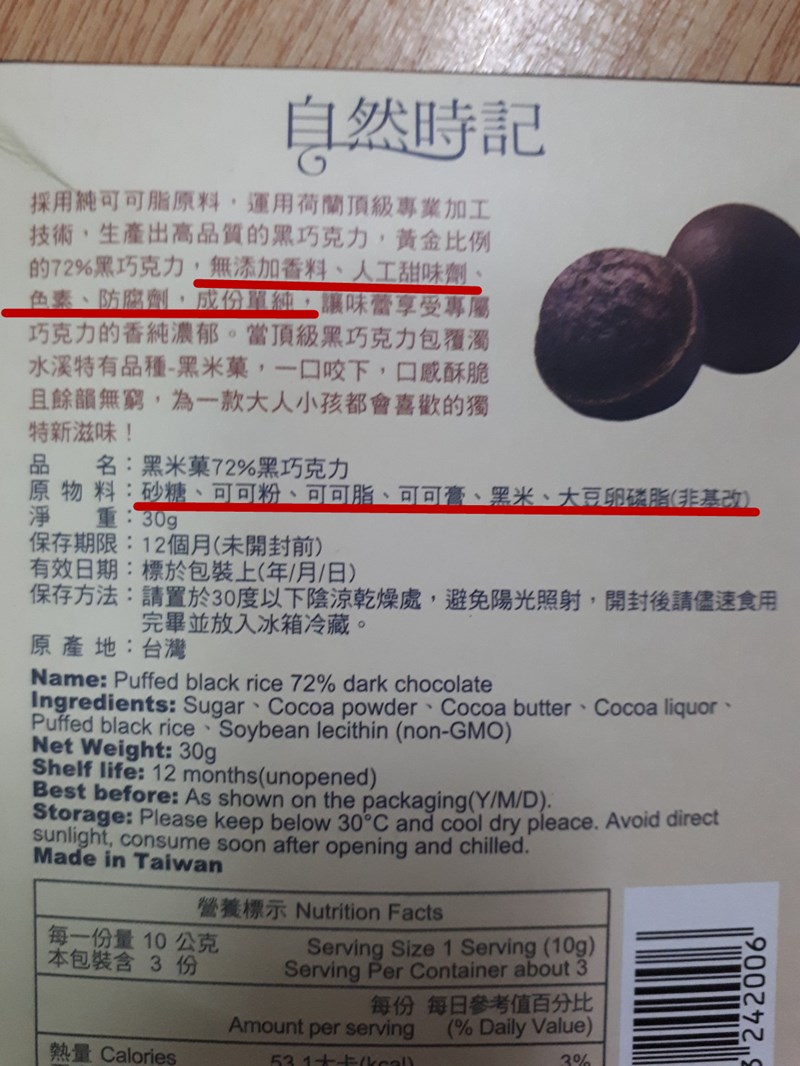 自然時記
採用純可可脂原料，運用荷蘭頂級專業加工
技術，生產出高品質的黑巧克力，黃金比例
的72%黑巧克力，無添加香料、人工甜味劑、
色素、防腐劑，成份單純，讓味蕾享受專屬
巧克力的香純濃郁。當頂級黑巧克力包覆濁
水溪特有品種-黑米菓，一口咬下，口感酥脆
且餘韻無窮，為一款大人小孩都會喜歡的獨
特新滋味！
品　　名：黑米菓72%黑巧克力
原 物 料：砂糖、可可粉、可可脂、可可膏、黑米、大豆卵磷脂(非基改)
淨　　重：30g
保存期限：12個月(未開封前)
有效日期：標於包裝上(年/月/日)
保存方法：請置於30度以下陰涼乾燥處，避免陽光照射，開封後請儘速食用
完畢並放入冰箱冷藏。
原 產 地：台灣
Name: Puffed black rice 72% dark chocolate
Ingredients: Sugar、Cocoa powder、Cocoa butter、Cocoa liquor、
Puffed black rice、Soybean lecithin (non-GMO)
Net Weight: 30g
Shelf life: 12 months(unopened)
Best before: As shown on the packaging(Y/M/D).
Storage: Please keep below 30°C and cool dry pleace. Avoid direct
sunlight, consume soon after opening and chilled.
Made in Taiwan
營養標示 Nutrition Facts
每一份量 10 公克
本包裝含 3 份
Serving Size 1 Serving (10g)
Serving Per Container about 3
每份 每日參考值百分比
Amount per serving (% Daily Value)
熱量 Calories 53.1大卡(kcal) 3%
242006